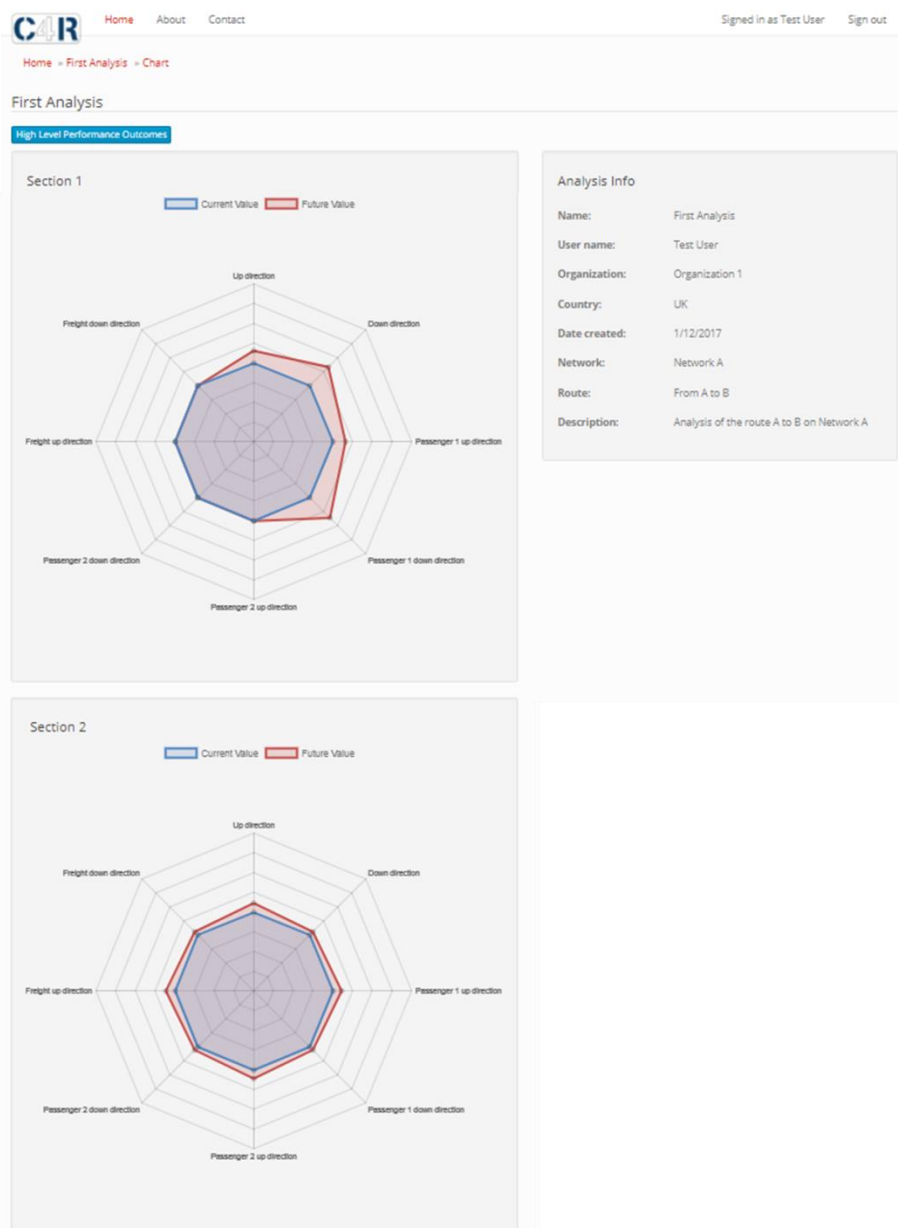 C4R Home About Contact Signed in as Test User Sign out
Home » First Analysis » Chart
First Analysis
High Level Performance Outcomes
Section 1
Current Value Future Value
Up direction
Freight down direction Down direction
Freight up direction Passenger 1 up direction
Passenger 2 down direction Passenger 1 down direction
Passenger 2 up direction
Analysis Info
Name: First Analysis
User name: Test User
Organization: Organization 1
Country: UK
Date created: 1/12/2017
Network: Network A
Route: From A to B
Description: Analysis of the route A to B on Network A
Section 2
Current Value Future Value
Up direction
Freight down direction Down direction
Freight up direction Passenger 1 up direction
Passenger 2 down direction Passenger 1 down direction
Passenger 2 up direction